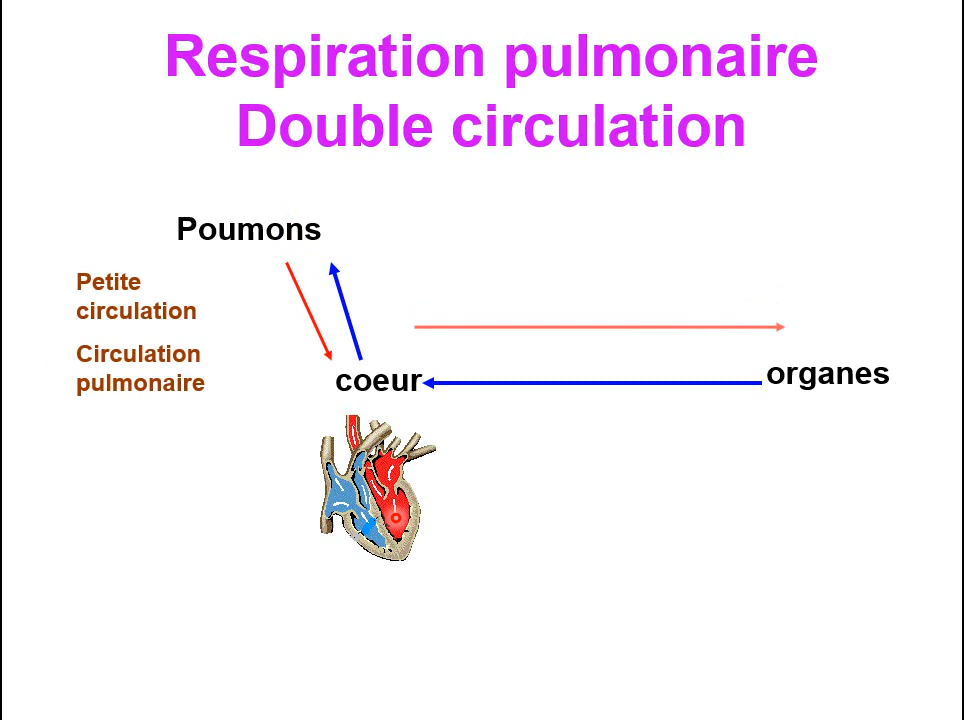 Respiration pulmonaire
Double circulation
Poumons
Petite
circulation
Circulation
pulmonaire
coeur
organes